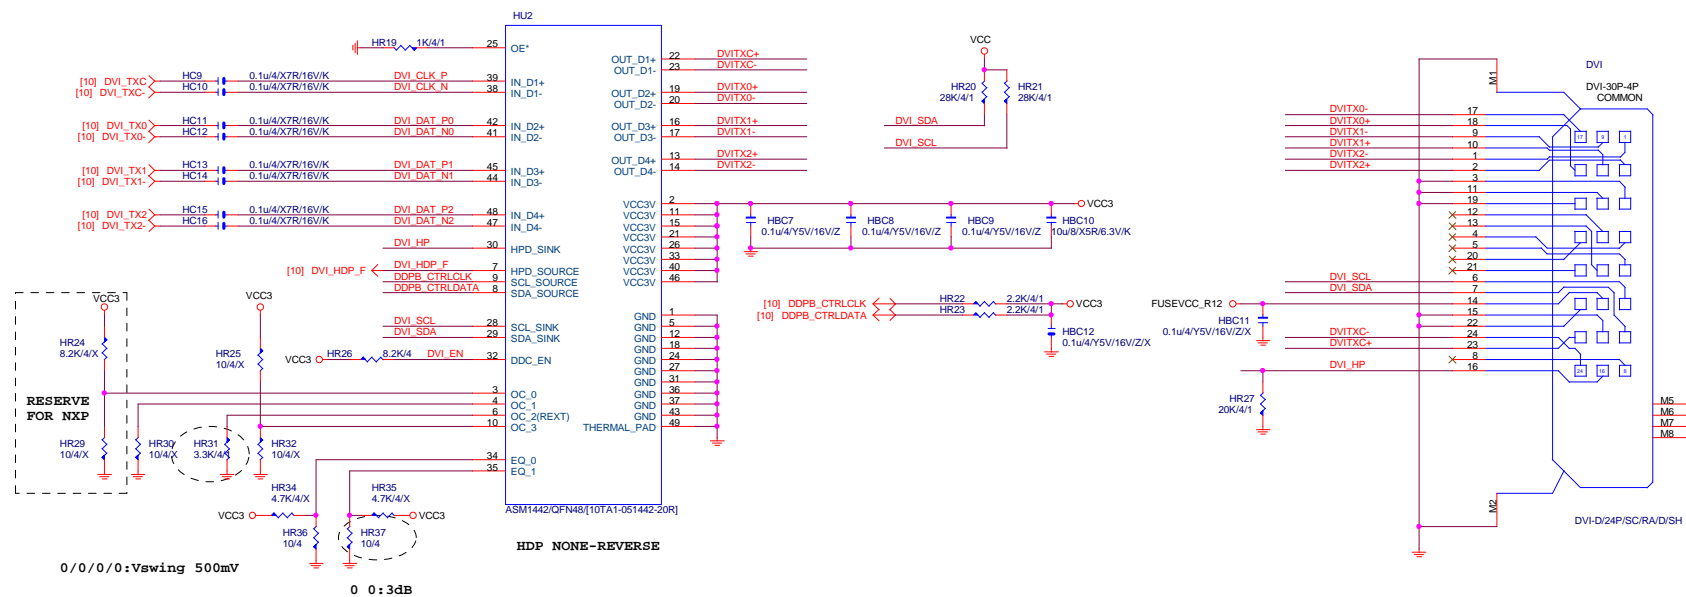 HU2
HR19 1K/4/1 25 OE*
[10] DVI_TXC HC9 0.1u/4/X7R/16V/K DVI_CLK_P 39 IN_D1+
[10] DVI_TXC- HC10 0.1u/4/X7R/16V/K DVI_CLK_N 38 IN_D1-
[10] DVI_TX0 HC11 0.1u/4/X7R/16V/K DVI_DAT_P0 42 IN_D2+
[10] DVI_TX0- HC12 0.1u/4/X7R/16V/K DVI_DAT_N0 41 IN_D2-
[10] DVI_TX1 HC13 0.1u/4/X7R/16V/K DVI_DAT_P1 45 IN_D3+
[10] DVI_TX1- HC14 0.1u/4/X7R/16V/K DVI_DAT_N1 44 IN_D3-
[10] DVI_TX2 HC15 0.1u/4/X7R/16V/K DVI_DAT_P2 48 IN_D4+
[10] DVI_TX2- HC16 0.1u/4/X7R/16V/K DVI_DAT_N2 47 IN_D4-
DVI_HP 30 HPD_SINK
[10] DVI_HDP_F DVI_HDP_F 7 HPD_SOURCE
DDPB_CTRLCLK 9 SCL_SOURCE
DDPB_CTRLDATA 8 SDA_SOURCE
DVI_SCL 28 SCL_SINK
DVI_SDA 29 SDA_SINK
VCC3 HR26 8.2K/4 DVI_EN 32 DDC_EN
3 OC_0
4 OC_1
6 OC_2(REXT)
10 OC_3
34 EQ_0
35 EQ_1
VCC3
HR24
8.2K/4/X
RESERVE
FOR NXP
HR29
10/4/X
VCC3
HR25
10/4/X
HR30
10/4/X
HR31
3.3K/4/1
HR32
10/4/X
HR34
4.7K/4/X
VCC3
HR36
10/4
HR35
4.7K/4/X
VCC3
HR37
10/4
0/0/0/0:Vswing 500mV
0 0:3dB
OUT_D1+ 22 DVITXC+
OUT_D1- 23 DVITXC-
OUT_D2+ 19 DVITX0+
OUT_D2- 20 DVITX0-
OUT_D3+ 16 DVITX1+
OUT_D3- 17 DVITX1-
OUT_D4+ 13 DVITX2+
OUT_D4- 14 DVITX2-
VCC3V 2
VCC3V 11
VCC3V 15
VCC3V 21
VCC3V 26
VCC3V 33
VCC3V 40
VCC3V 46
GND 1
GND 5
GND 12
GND 18
GND 24
GND 27
GND 31
GND 36
GND 37
GND 43
THERMAL_PAD 49
ASM1442/QFN48/[10TA1-051442-20R]
HDP NONE-REVERSE
VCC
HR20
28K/4/1
HR21
28K/4/1
DVI_SDA
DVI_SCL
VCC3
HBC7
0.1u/4/Y5V/16V/Z
HBC8
0.1u/4/Y5V/16V/Z
HBC9
0.1u/4/Y5V/16V/Z
HBC10
10u/8/X5R/6.3V/K
[10] DDPB_CTRLCLK HR22 2.2K/4/1 VCC3
[10] DDPB_CTRLDATA HR23 2.2K/4/1
HBC12
0.1u/4/Y5V/16V/Z/X
DVI
DVI-30P-4P
COMMON
M1
DVITX0- 17
DVITX0+ 18
DVITX1- 9
DVITX1+ 10
DVITX2- 1
DVITX2+ 2
3
11
19
12
13
4
5
20
21
DVI_SCL 6
DVI_SDA 7
FUSEVCC_R12 14
15
22
DVITXC- 24
DVITXC+ 23
8
DVI_HP 16
HBC11
0.1u/4/Y5V/16V/Z/X
HR27
20K/4/1
17 9 1
24 16 8
M5
M6
M7
M8
M2
DVI-D/24P/SC/RA/D/SH